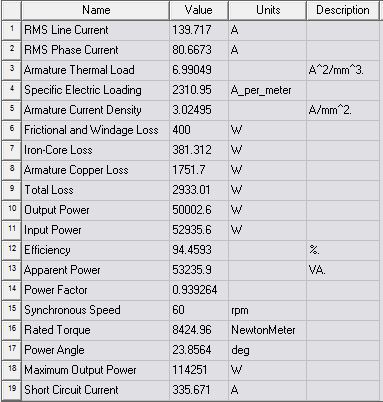 Name Value Units Description
1 RMS Line Current 139.717 A
2 RMS Phase Current 80.6673 A
3 Armature Thermal Load 6.99049 A^2/mm^3.
4 Specific Electric Loading 2310.95 A_per_meter
5 Armature Current Density 3.02495 A/mm^2.
6 Frictional and Windage Loss 400 W
7 Iron-Core Loss 381.312 W
8 Armature Copper Loss 1751.7 W
9 Total Loss 2933.01 W
10 Output Power 50002.6 W
11 Input Power 52935.6 W
12 Efficiency 94.4593 %.
13 Apparent Power 53235.9 VA.
14 Power Factor 0.939264
15 Synchronous Speed 60 rpm
16 Rated Torque 8424.96 NewtonMeter
17 Power Angle 23.8564 deg
18 Maximum Output Power 114251 W
19 Short Circuit Current 335.671 A